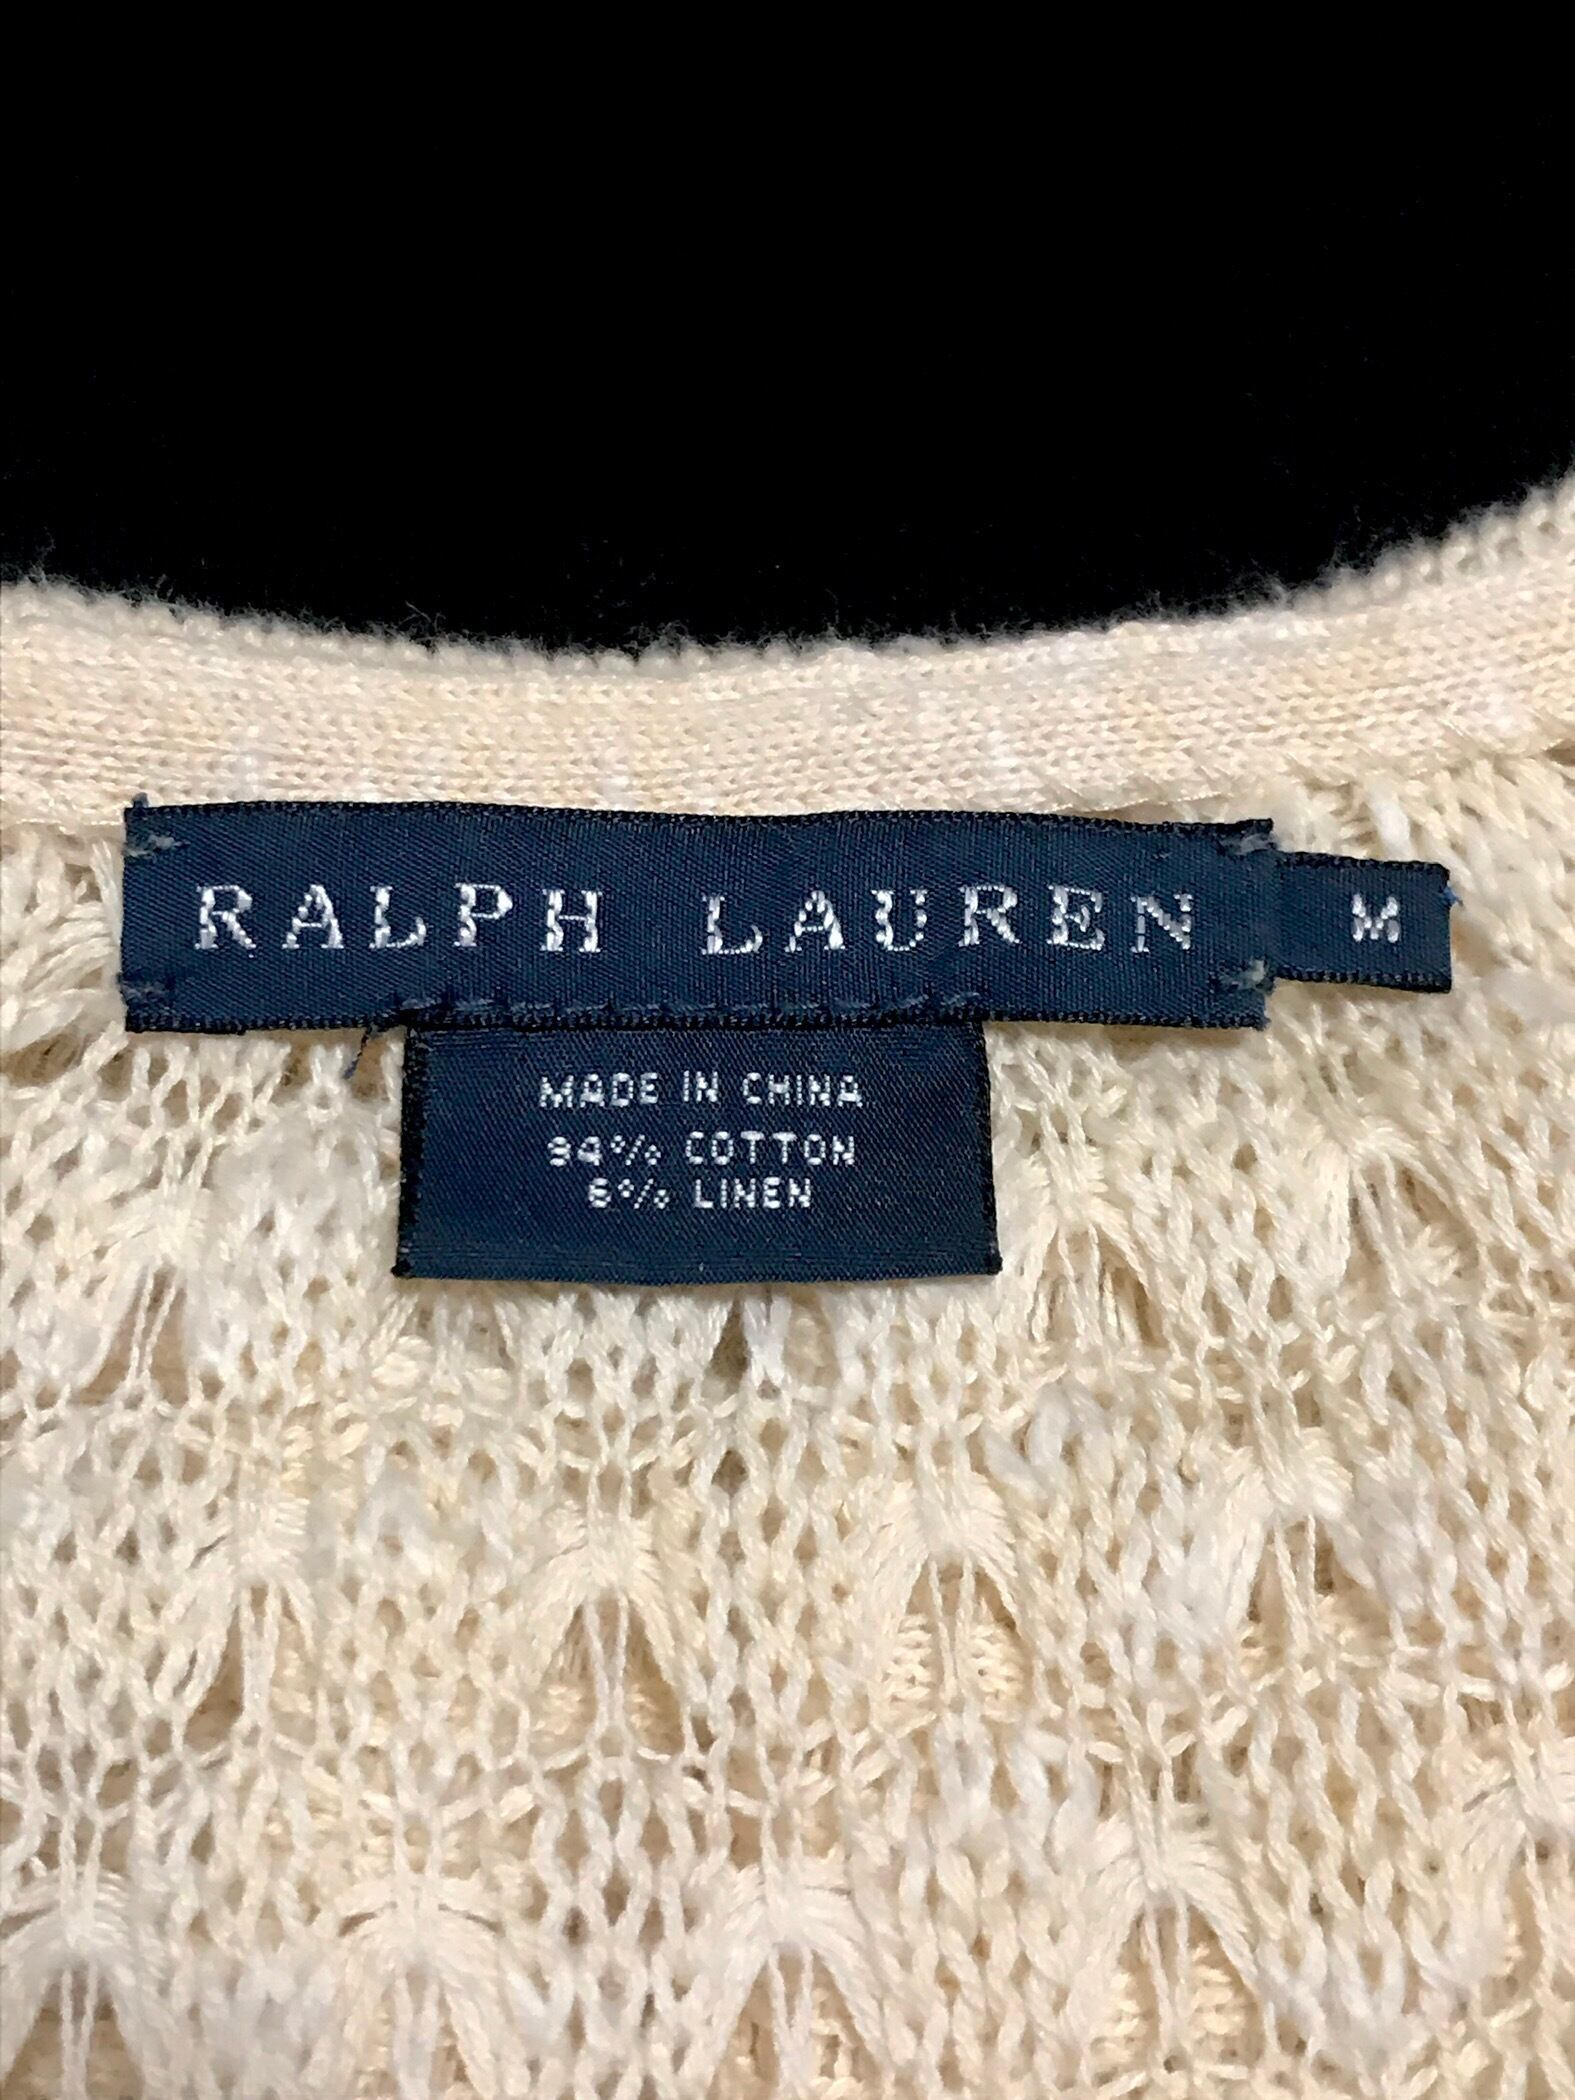 RALPH LAUREN M
MADE IN CHINA
94% COTTON
6% LINEN